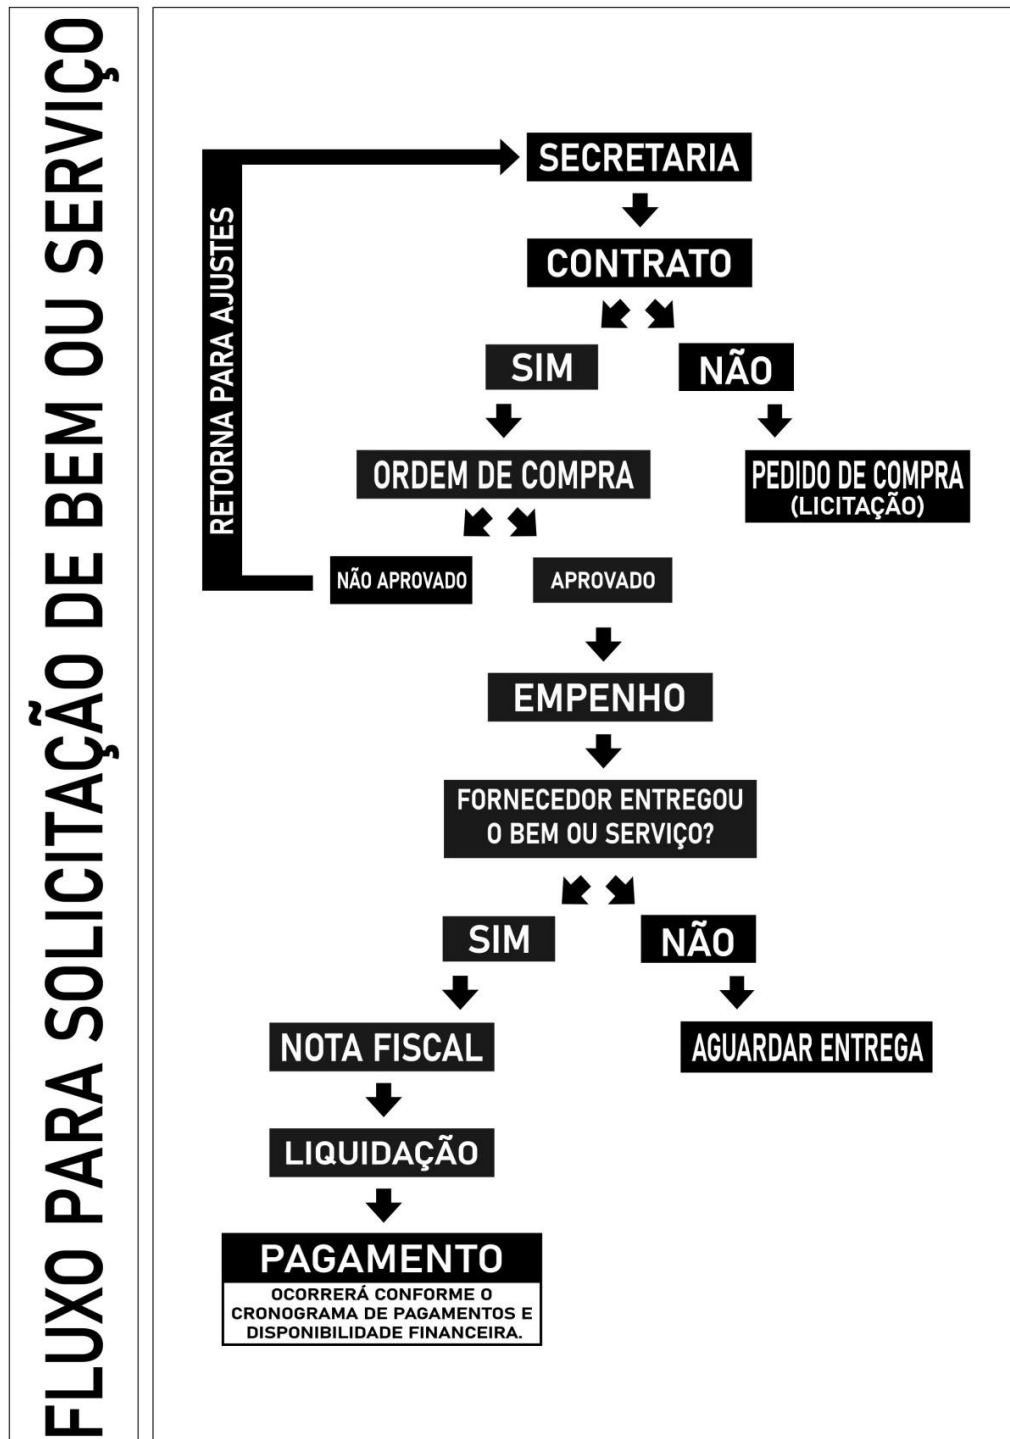 FLUXO PARA SOLICITAÇÃO DE BEM OU SERVIÇO
SECRETARIA
RETORNA PARA AJUSTES
CONTRATO
SIM
NÃO
ORDEM DE COMPRA
PEDIDO DE COMPRA
(LICITAÇÃO)
NÃO APROVADO
APROVADO
EMPENHO
FORNECEDOR ENTREGOU
O BEM OU SERVIÇO?
SIM
NÃO
NOTA FISCAL
AGUARDAR ENTREGA
LIQUIDAÇÃO
PAGAMENTO
OCORRERÁ CONFORME O
CRONOGRAMA DE PAGAMENTOS E
DISPONIBILIDADE FINANCEIRA.